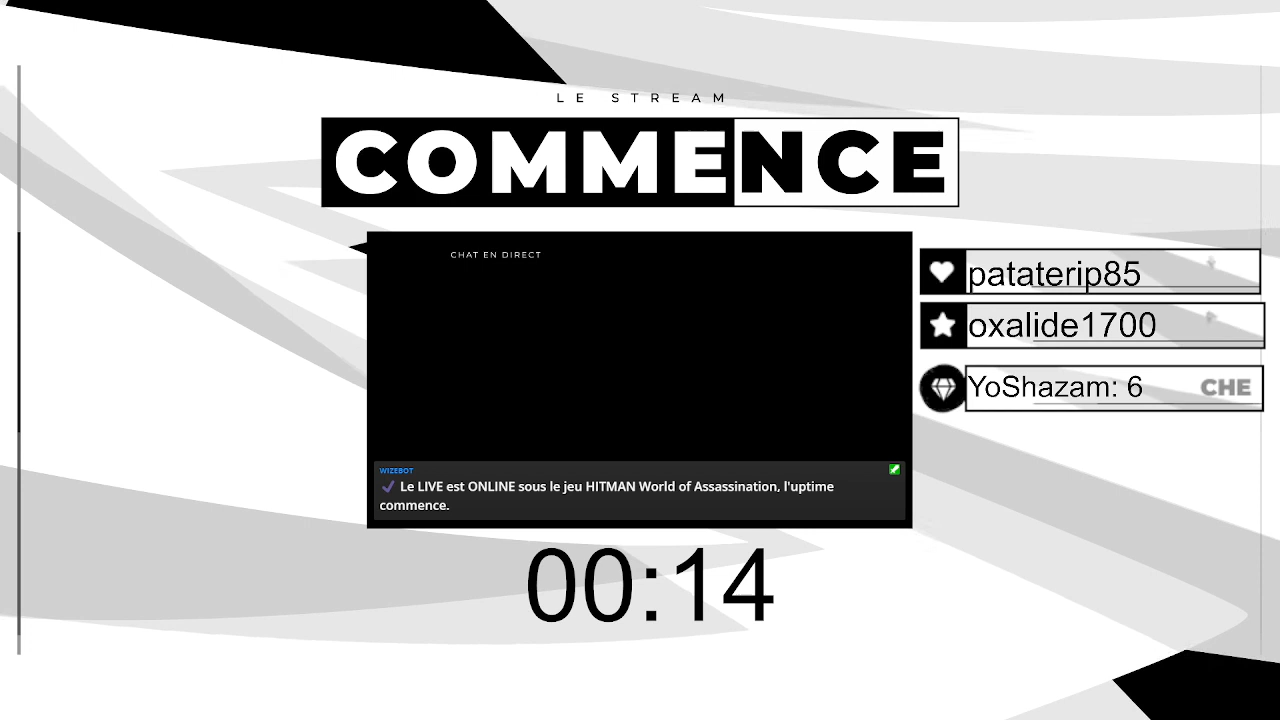 LE STREAM
COMMENCE
CHAT EN DIRECT
pataterip85
oxalide1700
YoShazam: 6
CHE
WIZEBOT
Le LIVE est ONLINE sous le jeu HITMAN World of Assassination, l'uptime
commence.
00:14